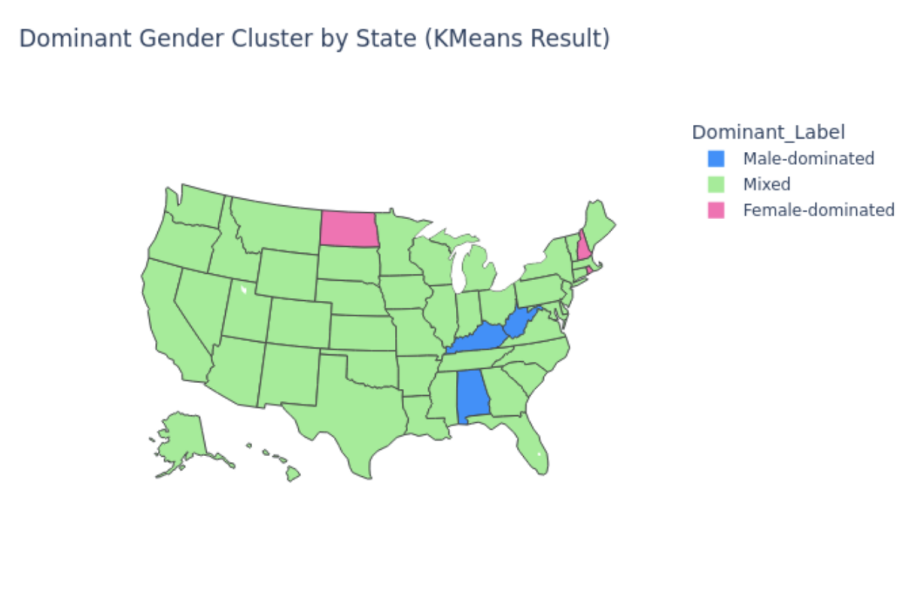 Dominant Gender Cluster by State (KMeans Result)
Dominant_Label
Male-dominated
Mixed
Female-dominated